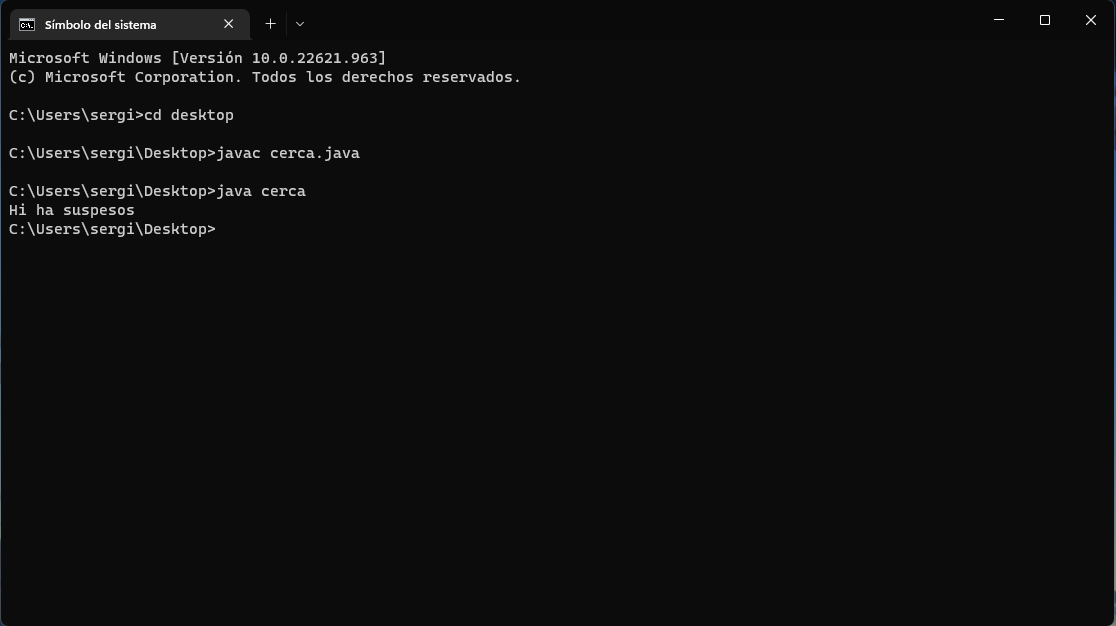 Símbolo del sistema
Microsoft Windows [Versión 10.0.22621.963]
(c) Microsoft Corporation. Todos los derechos reservados.
C:\Users\sergi>cd desktop
C:\Users\sergi\Desktop>javac cerca.java
C:\Users\sergi\Desktop>java cerca
Hi ha suspesos
C:\Users\sergi\Desktop>